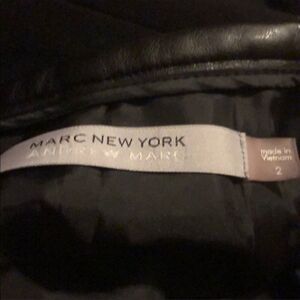 MARC NEW YORK
ANDREW MARC
made in
Vietnam
2